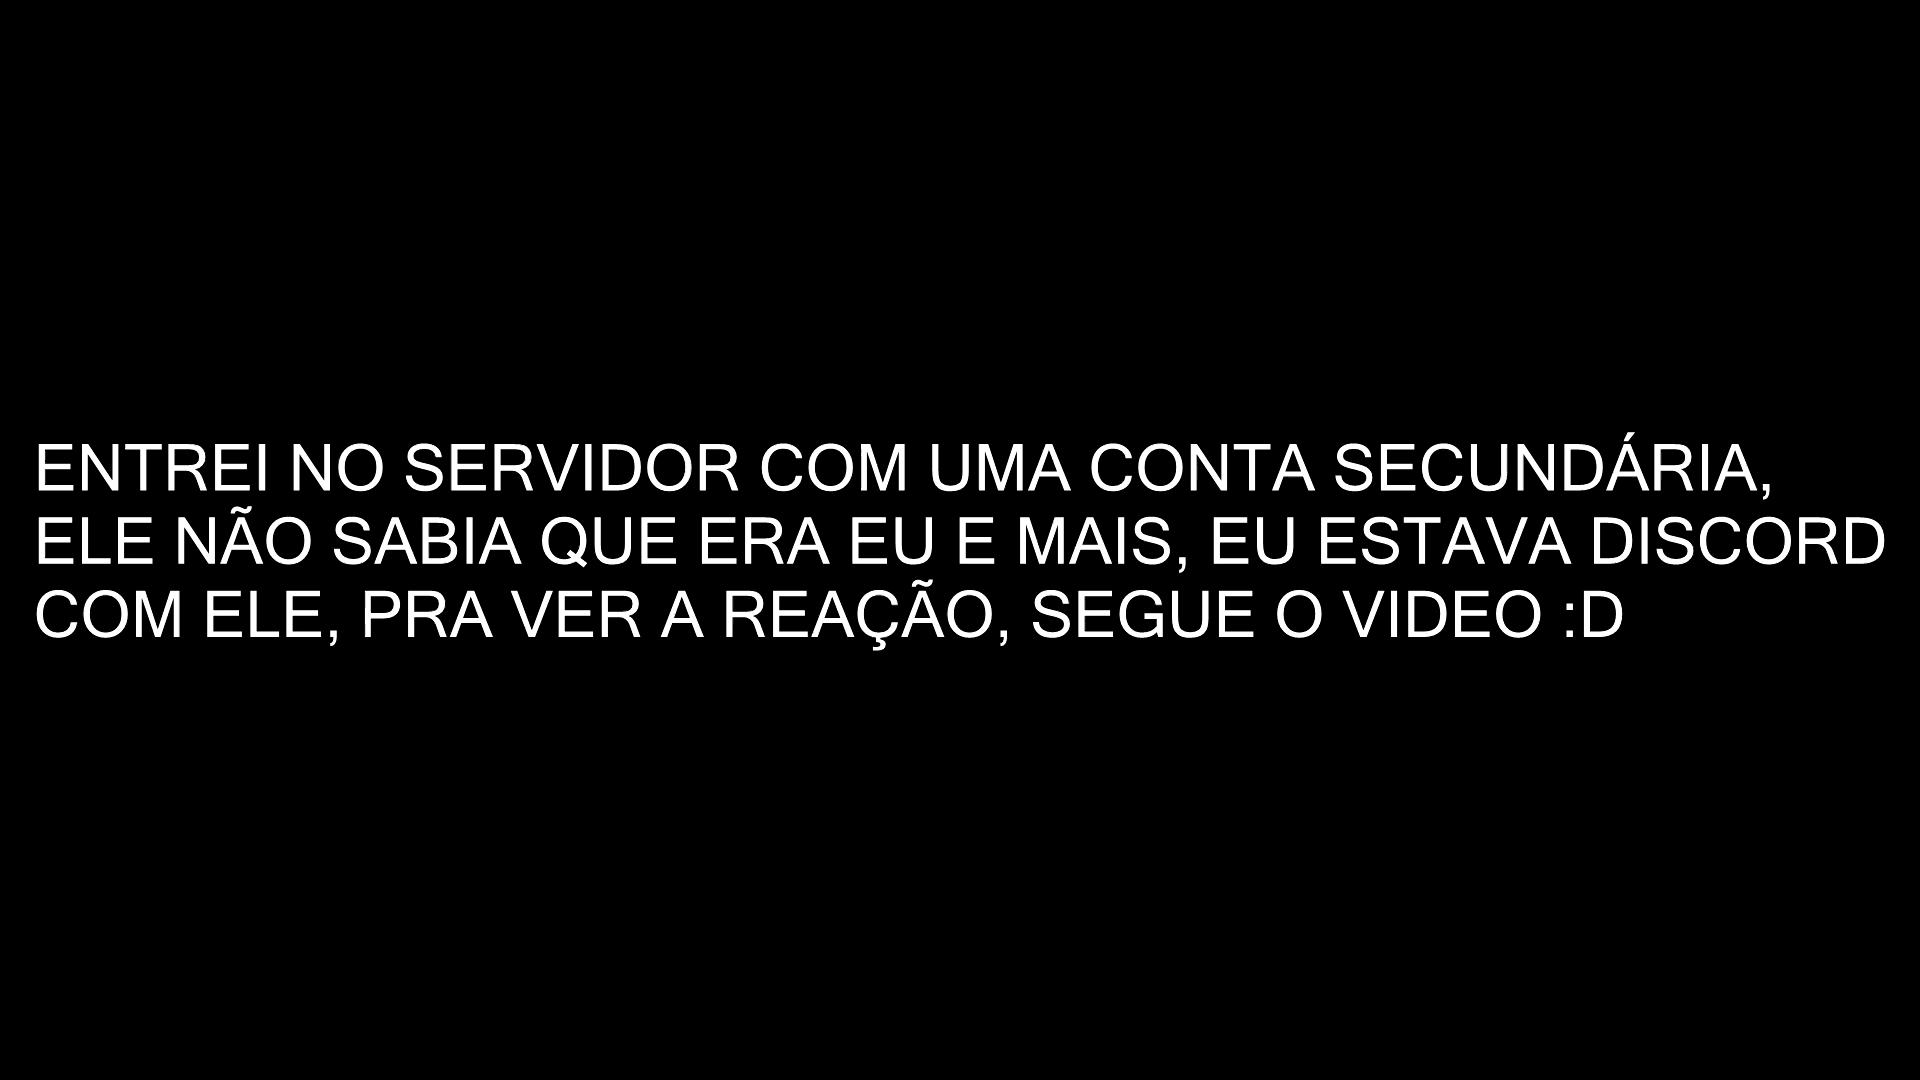 ENTREI NO SERVIDOR COM UMA CONTA SECUNDÁRIA,
ELE NÃO SABIA QUE ERA EU E MAIS, EU ESTAVA DISCORD
COM ELE, PRA VER A REAÇÃO, SEGUE O VIDEO :D